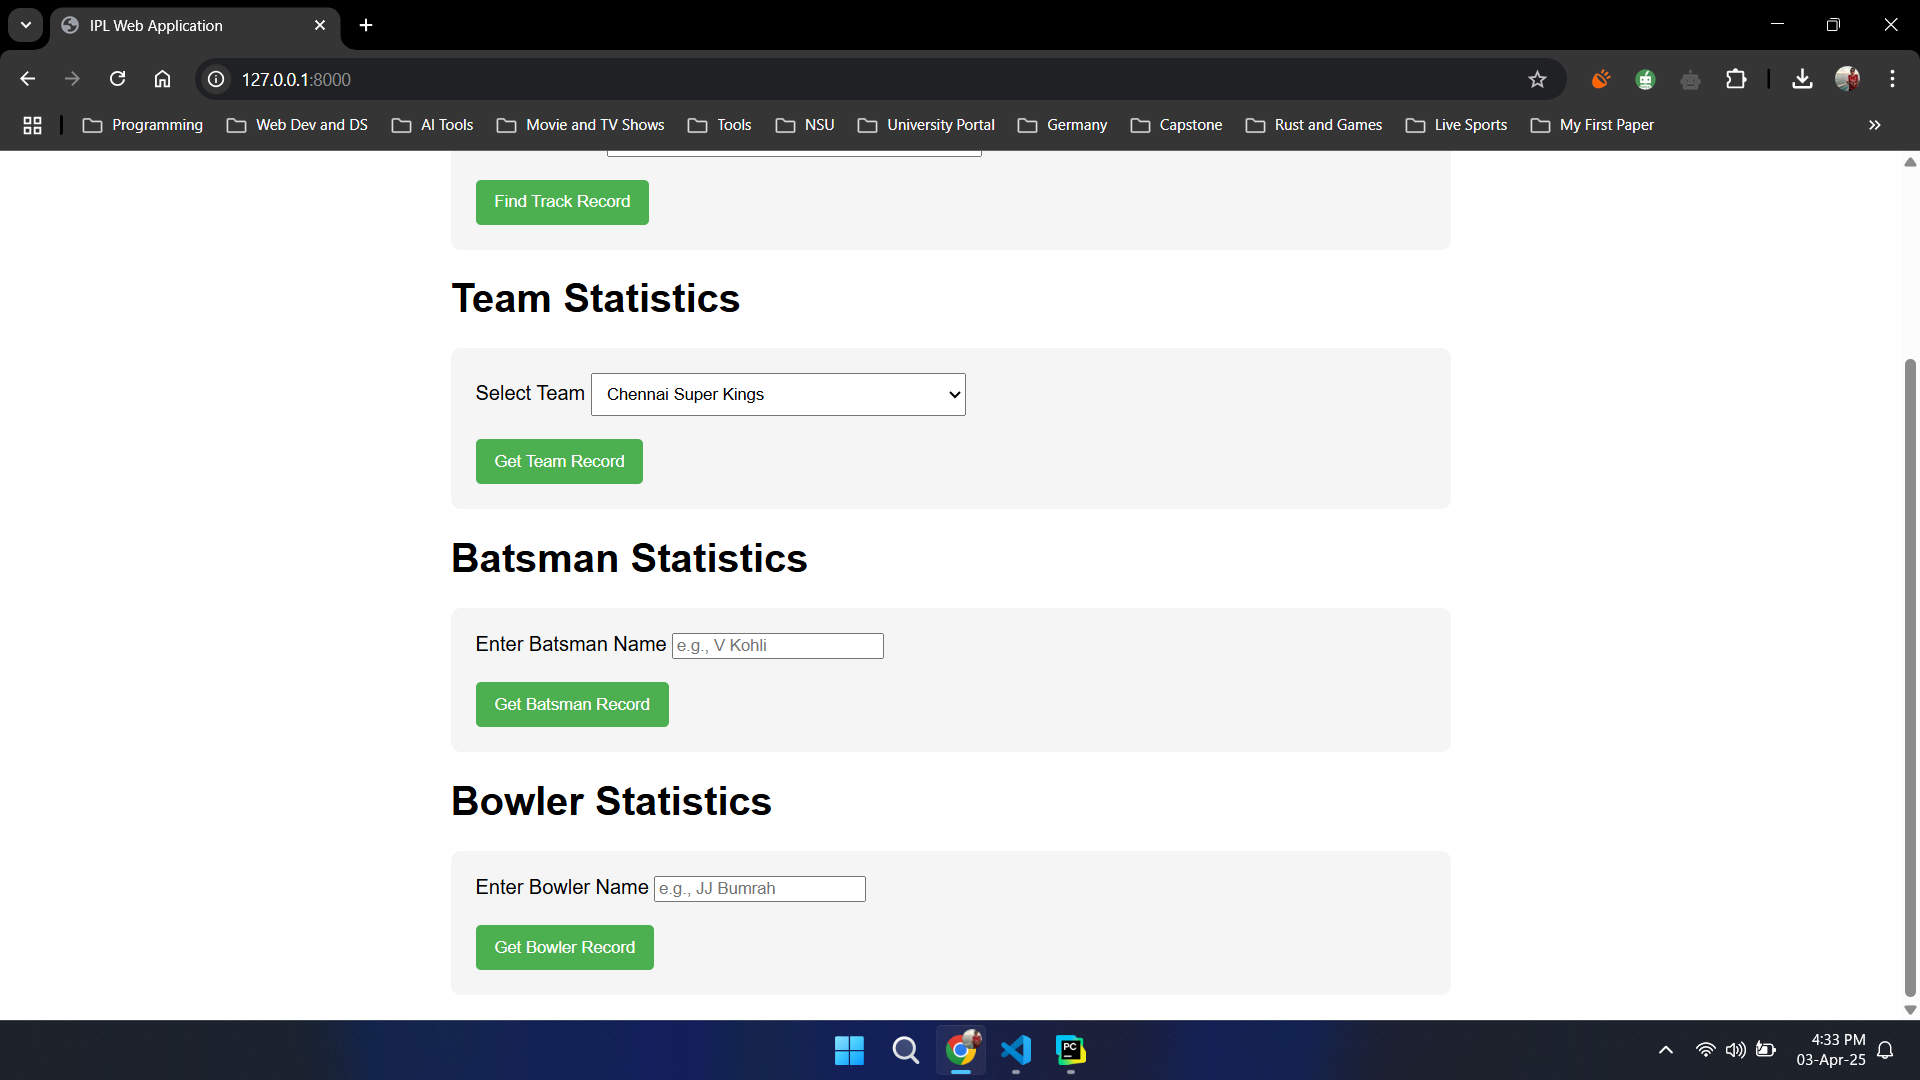 IPL Web Application
127.0.0.1:8000
Programming Web Dev and DS AI Tools Movie and TV Shows Tools NSU University Portal Germany Capstone Rust and Games Live Sports My First Paper
Find Track Record
Team Statistics
Select Team Chennai Super Kings
Get Team Record
Batsman Statistics
Enter Batsman Name e.g., V Kohli
Get Batsman Record
Bowler Statistics
Enter Bowler Name e.g., JJ Bumrah
Get Bowler Record
PC
4:33 PM
03-Apr-25